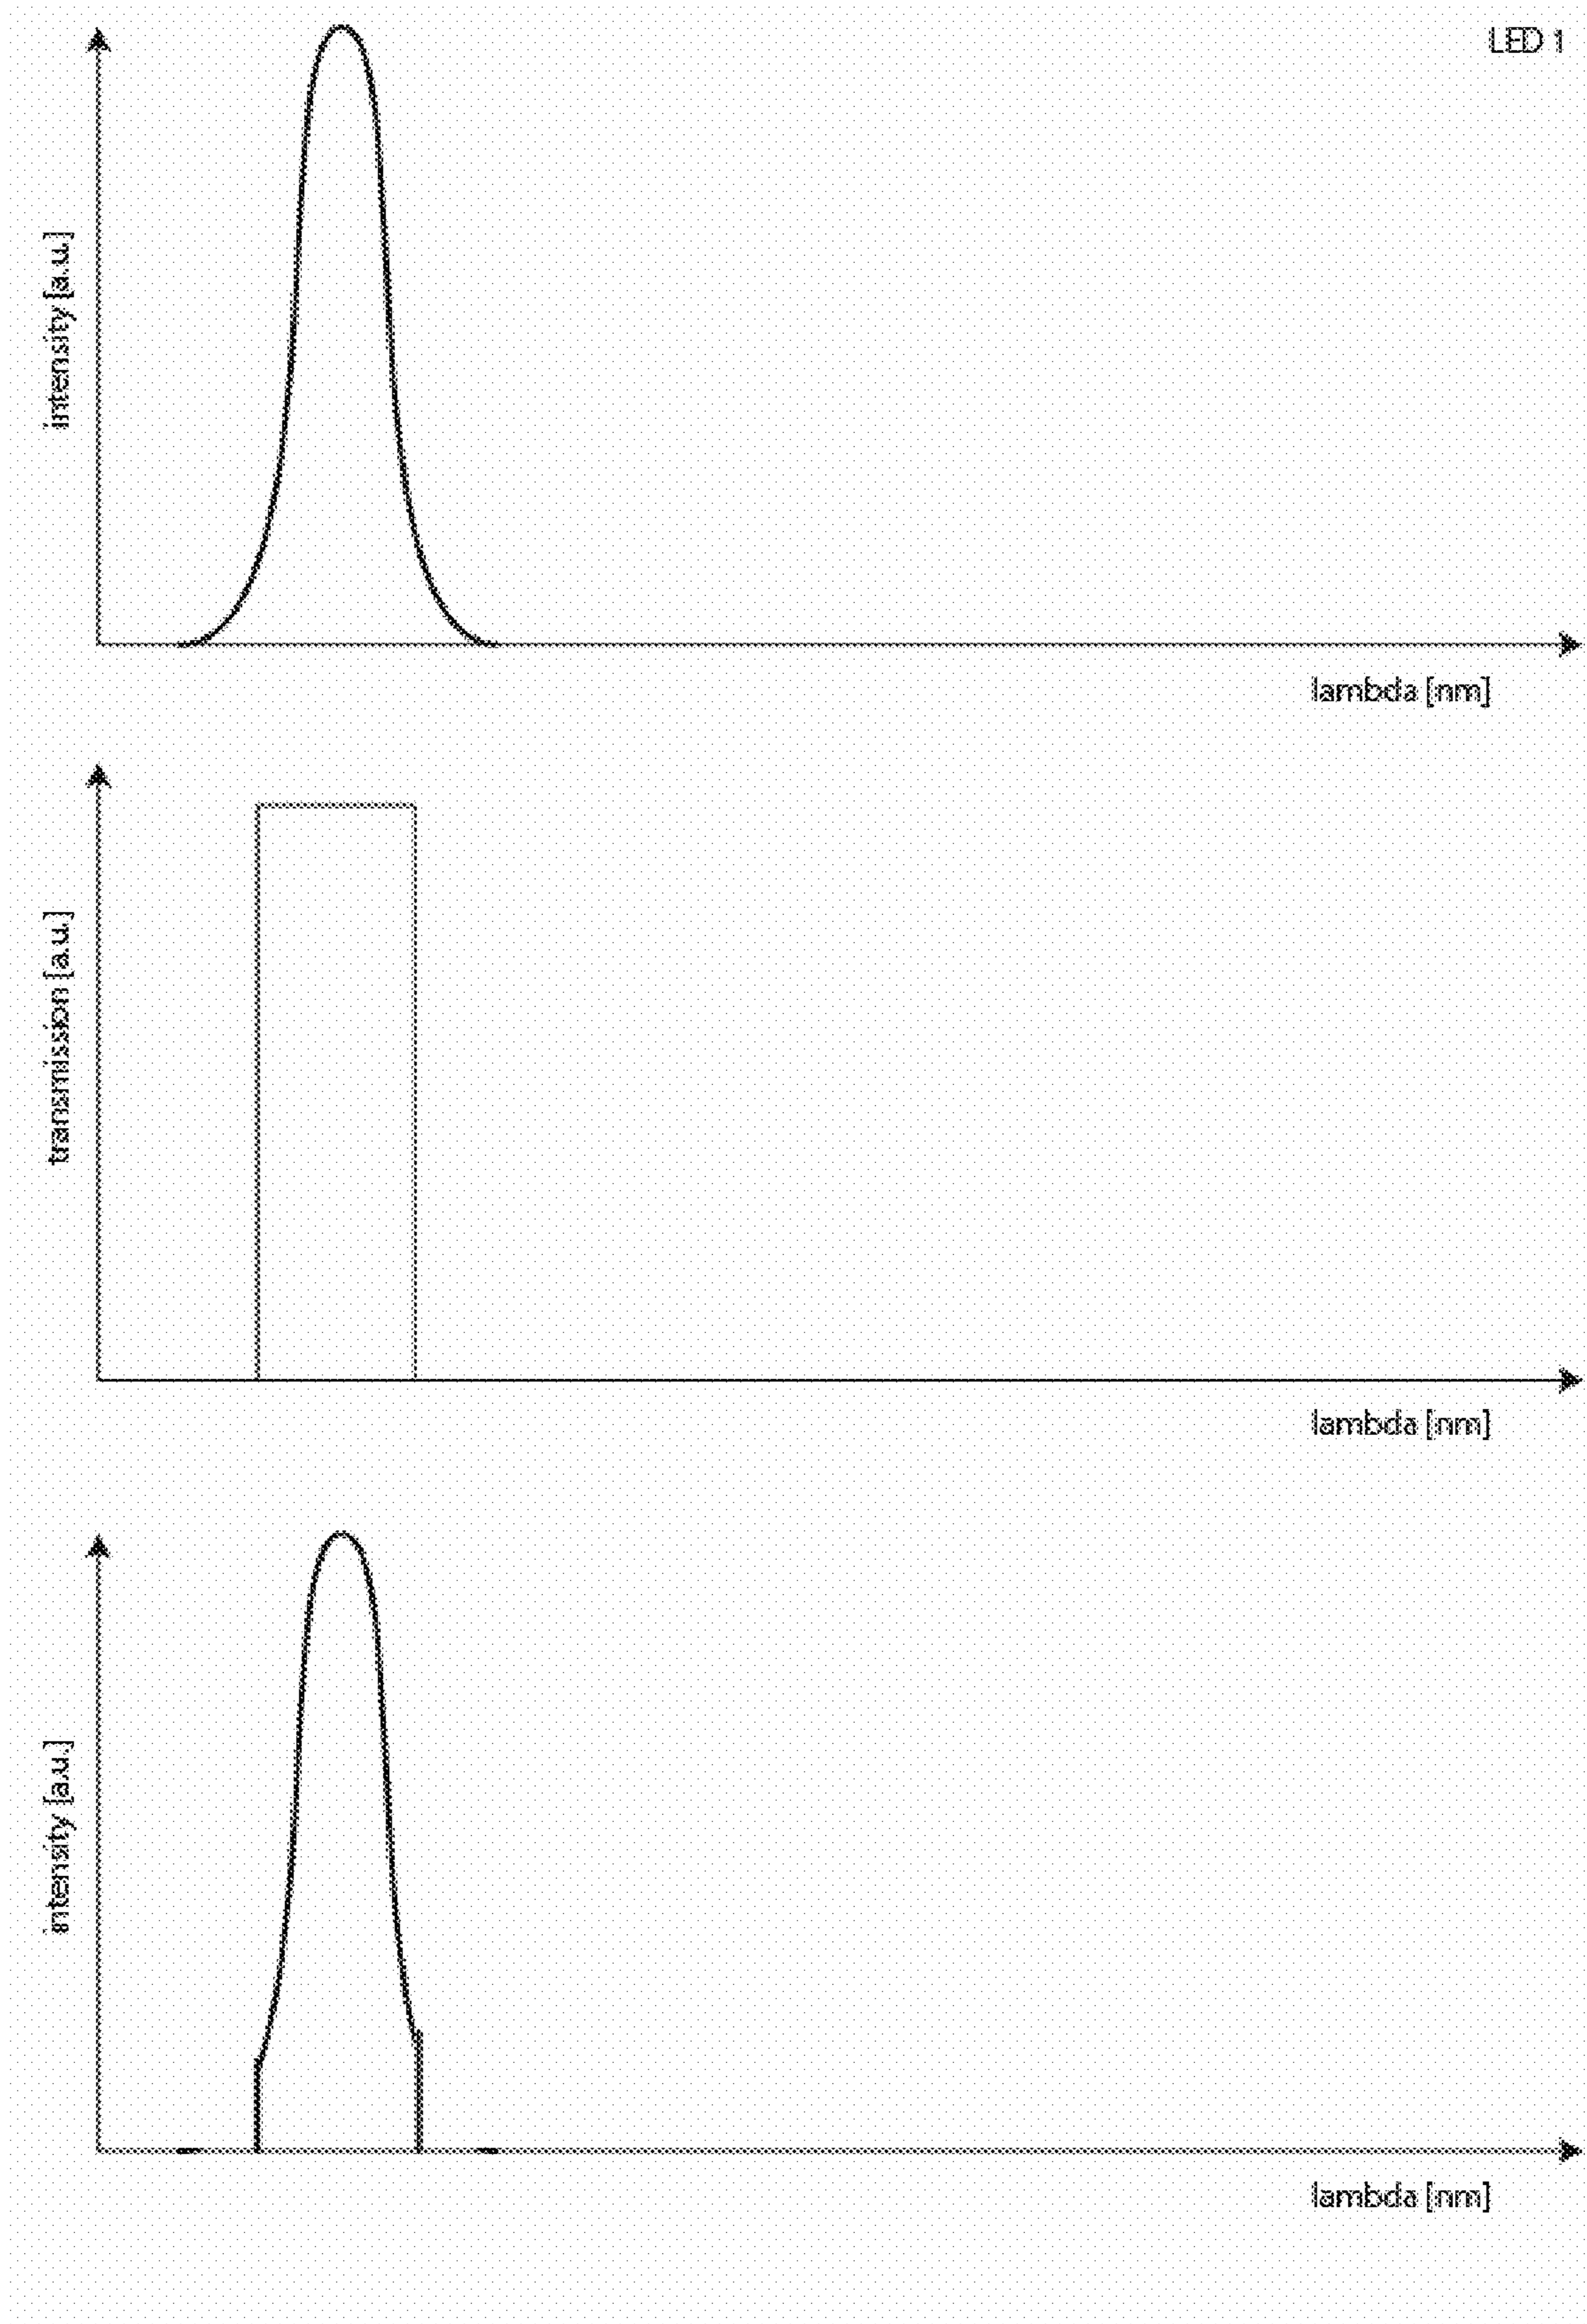 LED 1
intensity [a.u.]
lambda [nm]
transmission [a.u.]
lambda [nm]
intensity [a.u.]
lambda [nm]